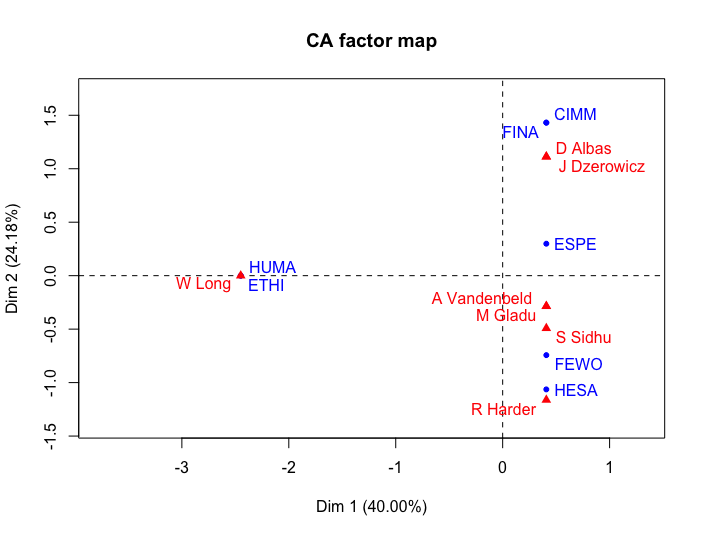 CA factor map
CIMM
FINA
D Albas
J Dzerowicz
ESPE
HUMA
W Long
ETHI
A Vandenbeld
M Gladu
S Sidhu
FEWO
HESA
R Harder
1.5
1.0
0.5
0.0
-0.5
-1.0
-1.5
Dim 2 (24.18%)
-3 -2 -1 0 1
Dim 1 (40.00%)